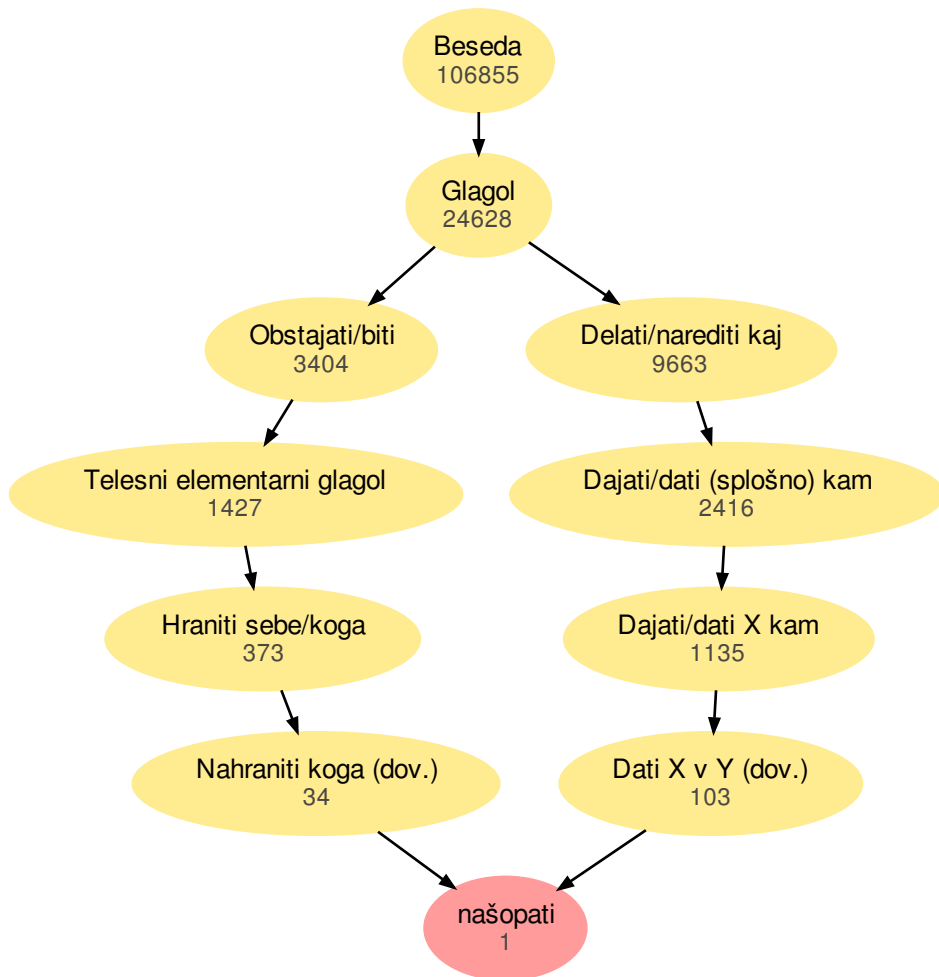 Beseda
106855
Glagol
24628
Obstajati/biti
3404
Delati/narediti kaj
9663
Telesni elementarni glagol
1427
Dajati/dati (splošno) kam
2416
Hraniti sebe/koga
373
Dajati/dati X kam
1135
Nahraniti koga (dov.)
34
Dati X v Y (dov.)
103
našopati
1